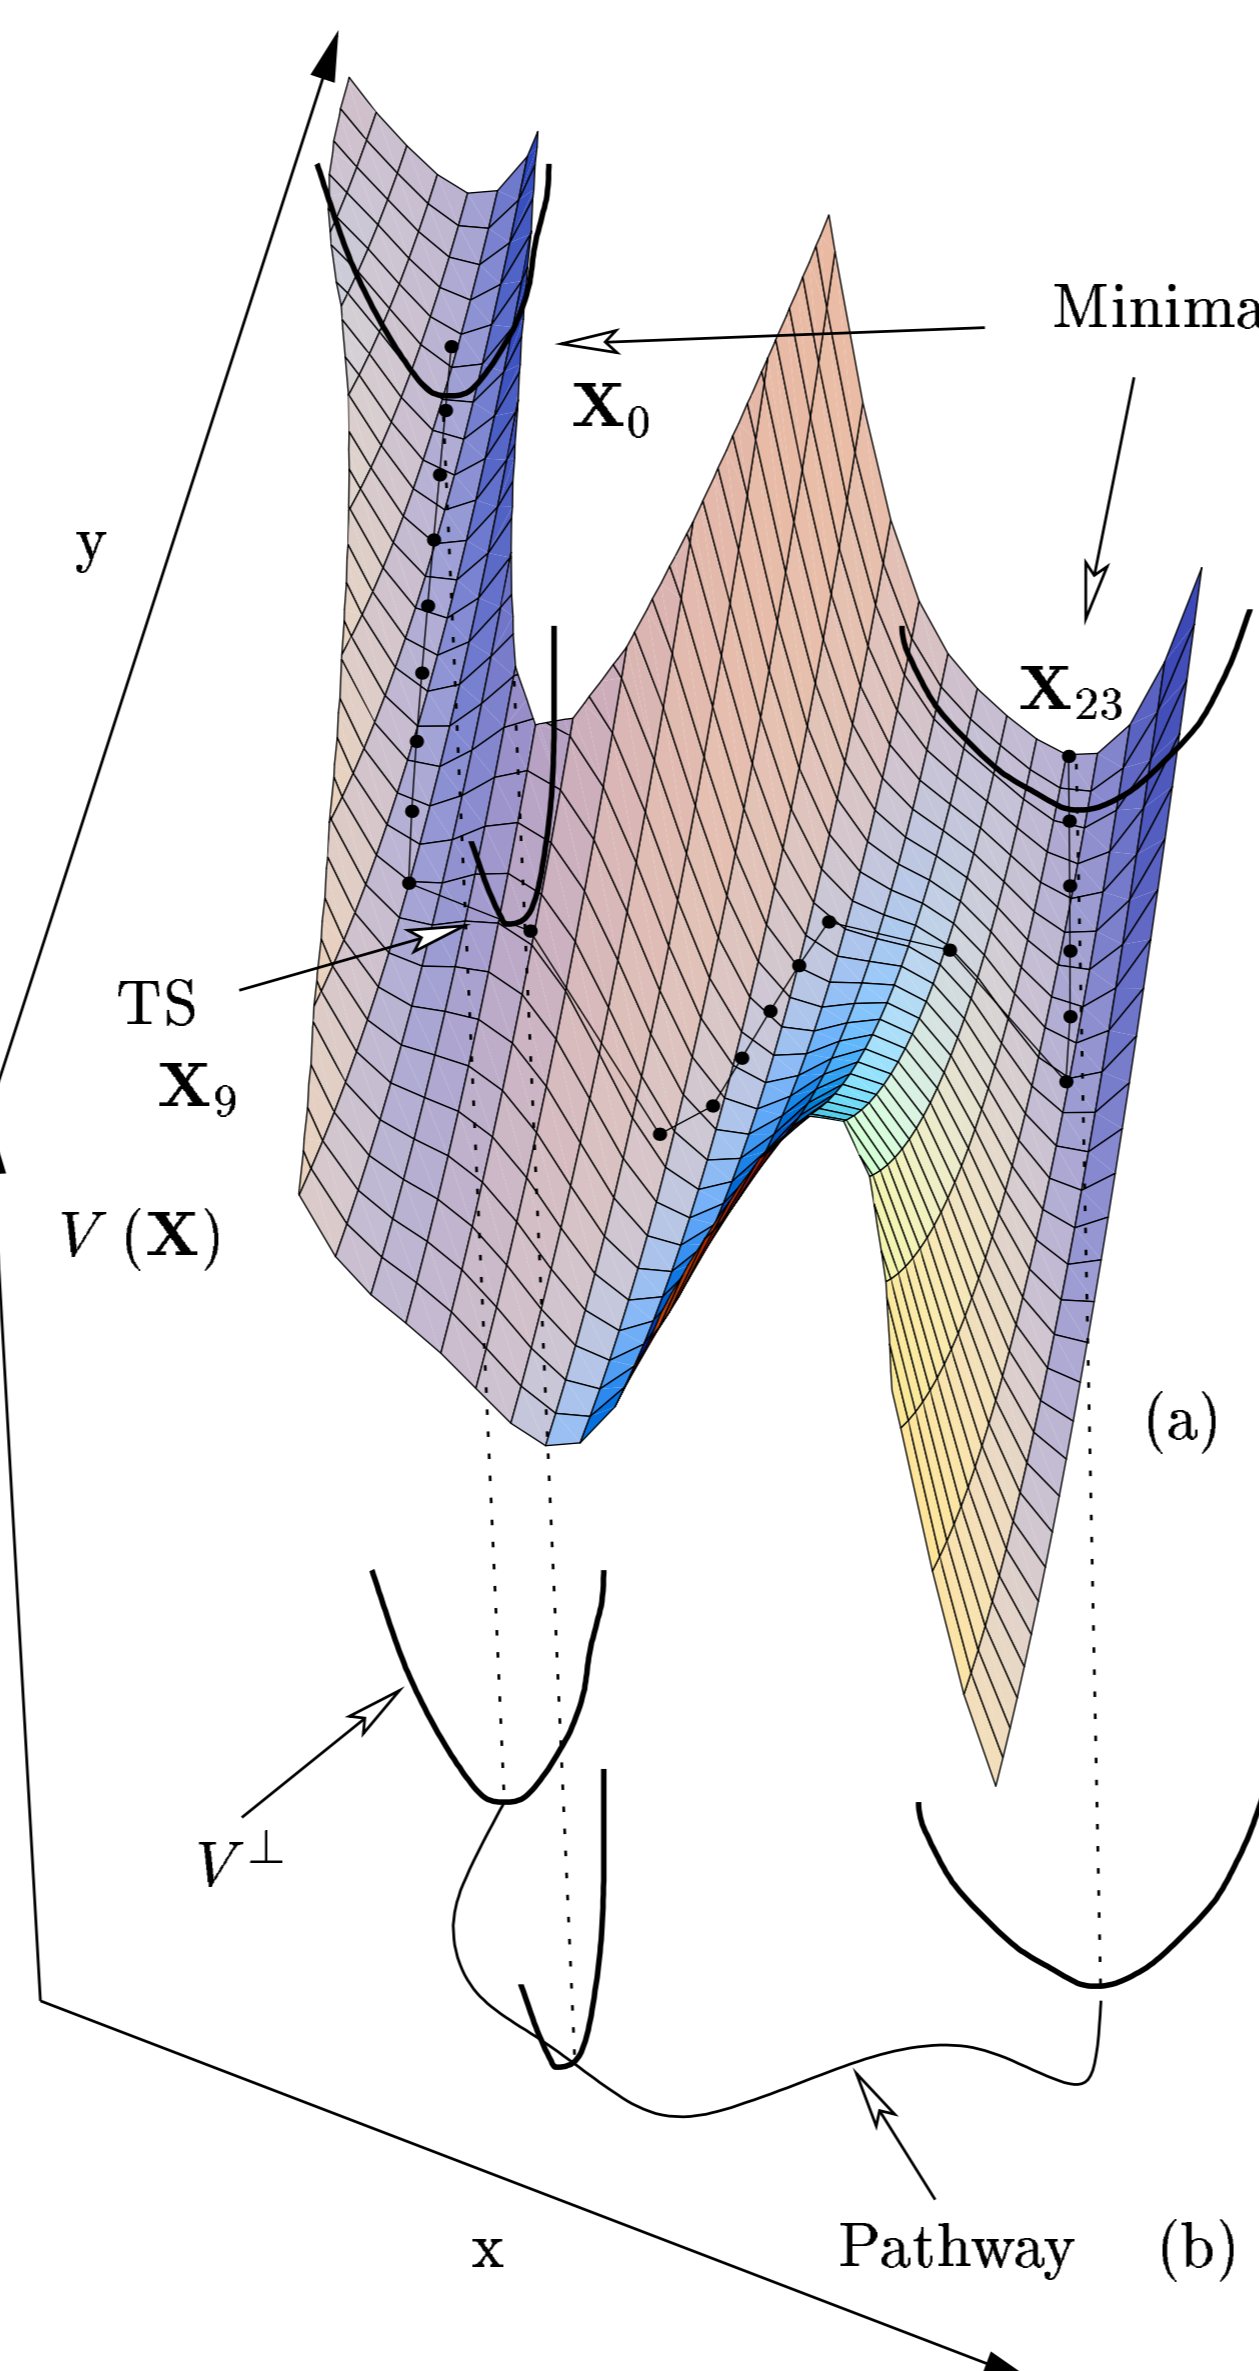 Minima
X₀
y
X₂₃
TS
X₉
V (X)
(a)
V⊥
Pathway (b)
x